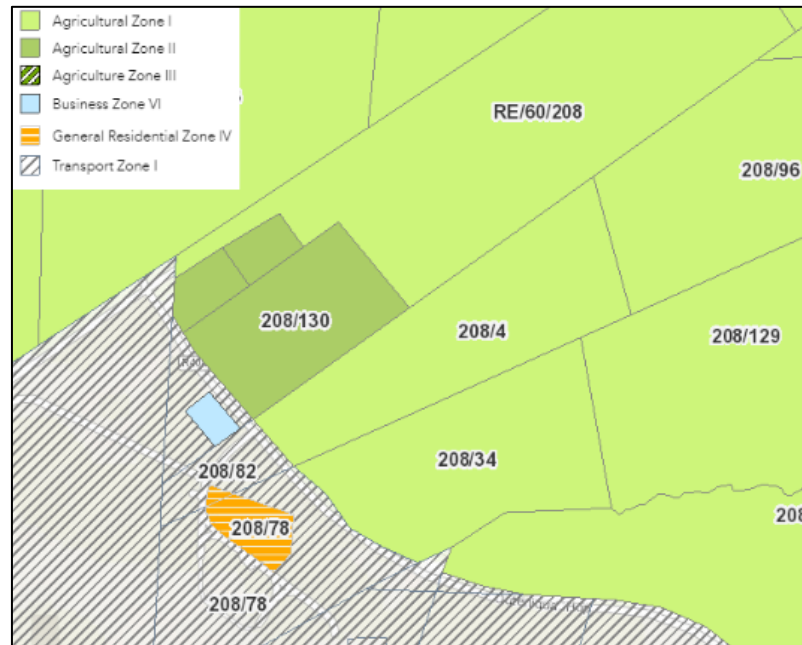 Agricultural Zone I
Agricultural Zone II
Agriculture Zone III
Business Zone VI
General Residential Zone IV
Transport Zone I
RE/60/208
208/96
208/130
208/4
208/129
208/34
208/82
208/78
208
208/78